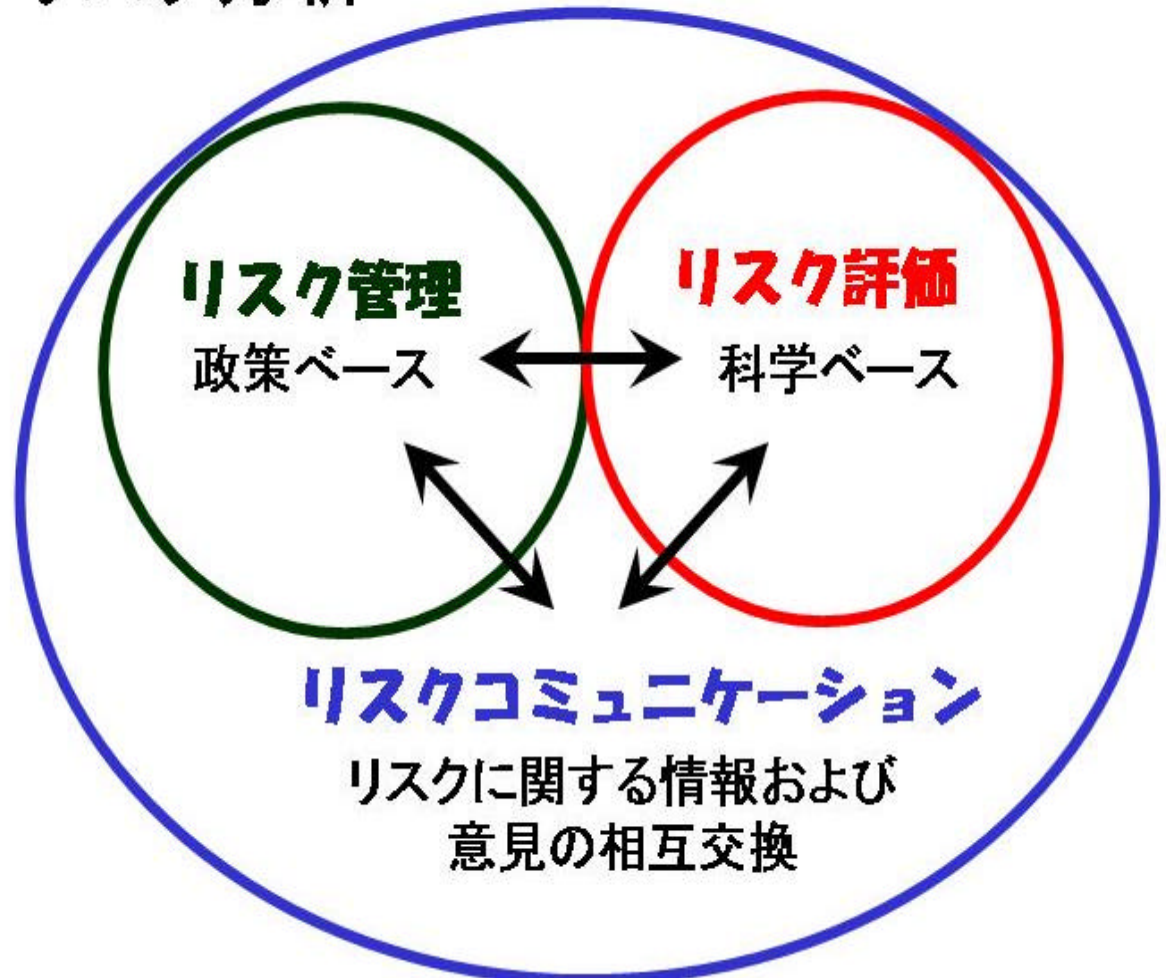 リスク管理
政策ベース
リスク評価
科学ベース
リスクコミュニケーション
リスクに関する情報および
意見の相互交換